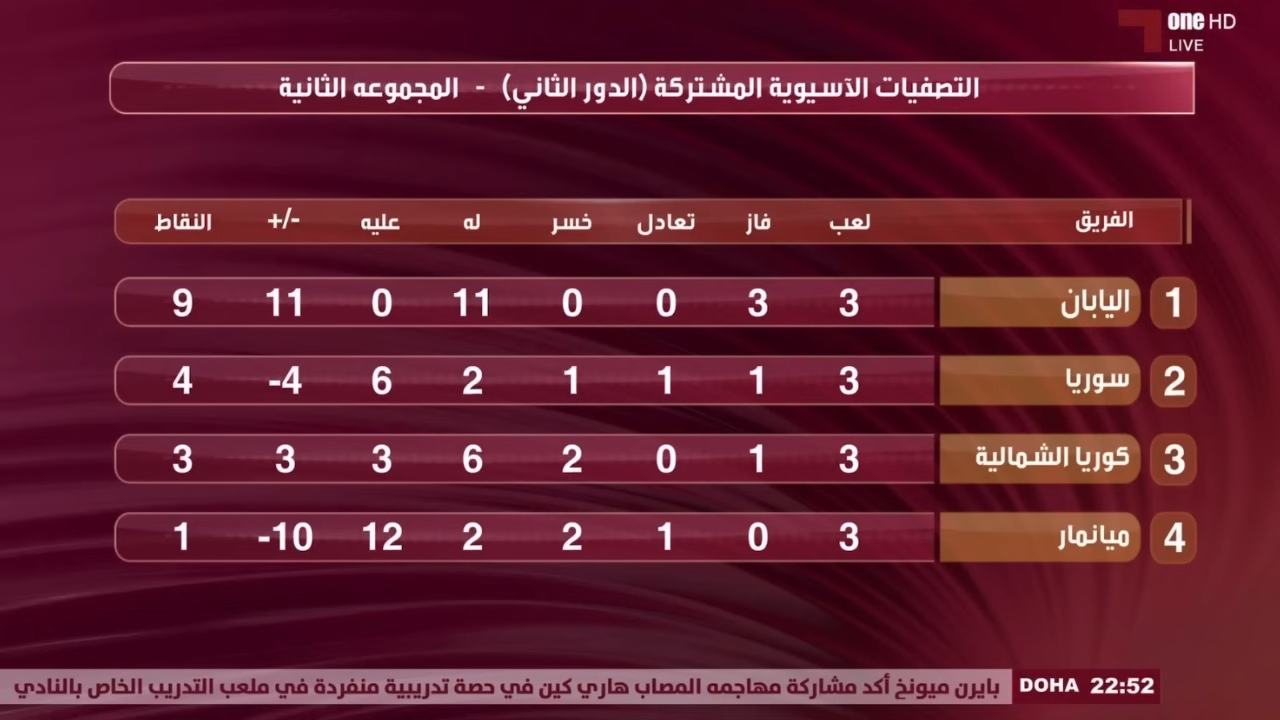 one HD
LIVE
التصفيات الآسيوية المشتركة (الدور الثاني) - المجموعه الثانية
الفريق لعب فاز تعادل خسر له عليه +/- النقاط
1 اليابان 3 3 0 0 11 0 11 9
2 سوريا 3 1 1 1 2 6 -4 4
3 كوريا الشمالية 3 1 0 2 6 3 3 3
4 ميانمار 3 0 1 2 2 12 -10 1
DOHA 22:52
بايرن ميونخ أكد مشاركة مهاجمه المصاب هاري كين في حصة تدريبية منفردة في ملعب التدريب الخاص بالنادي